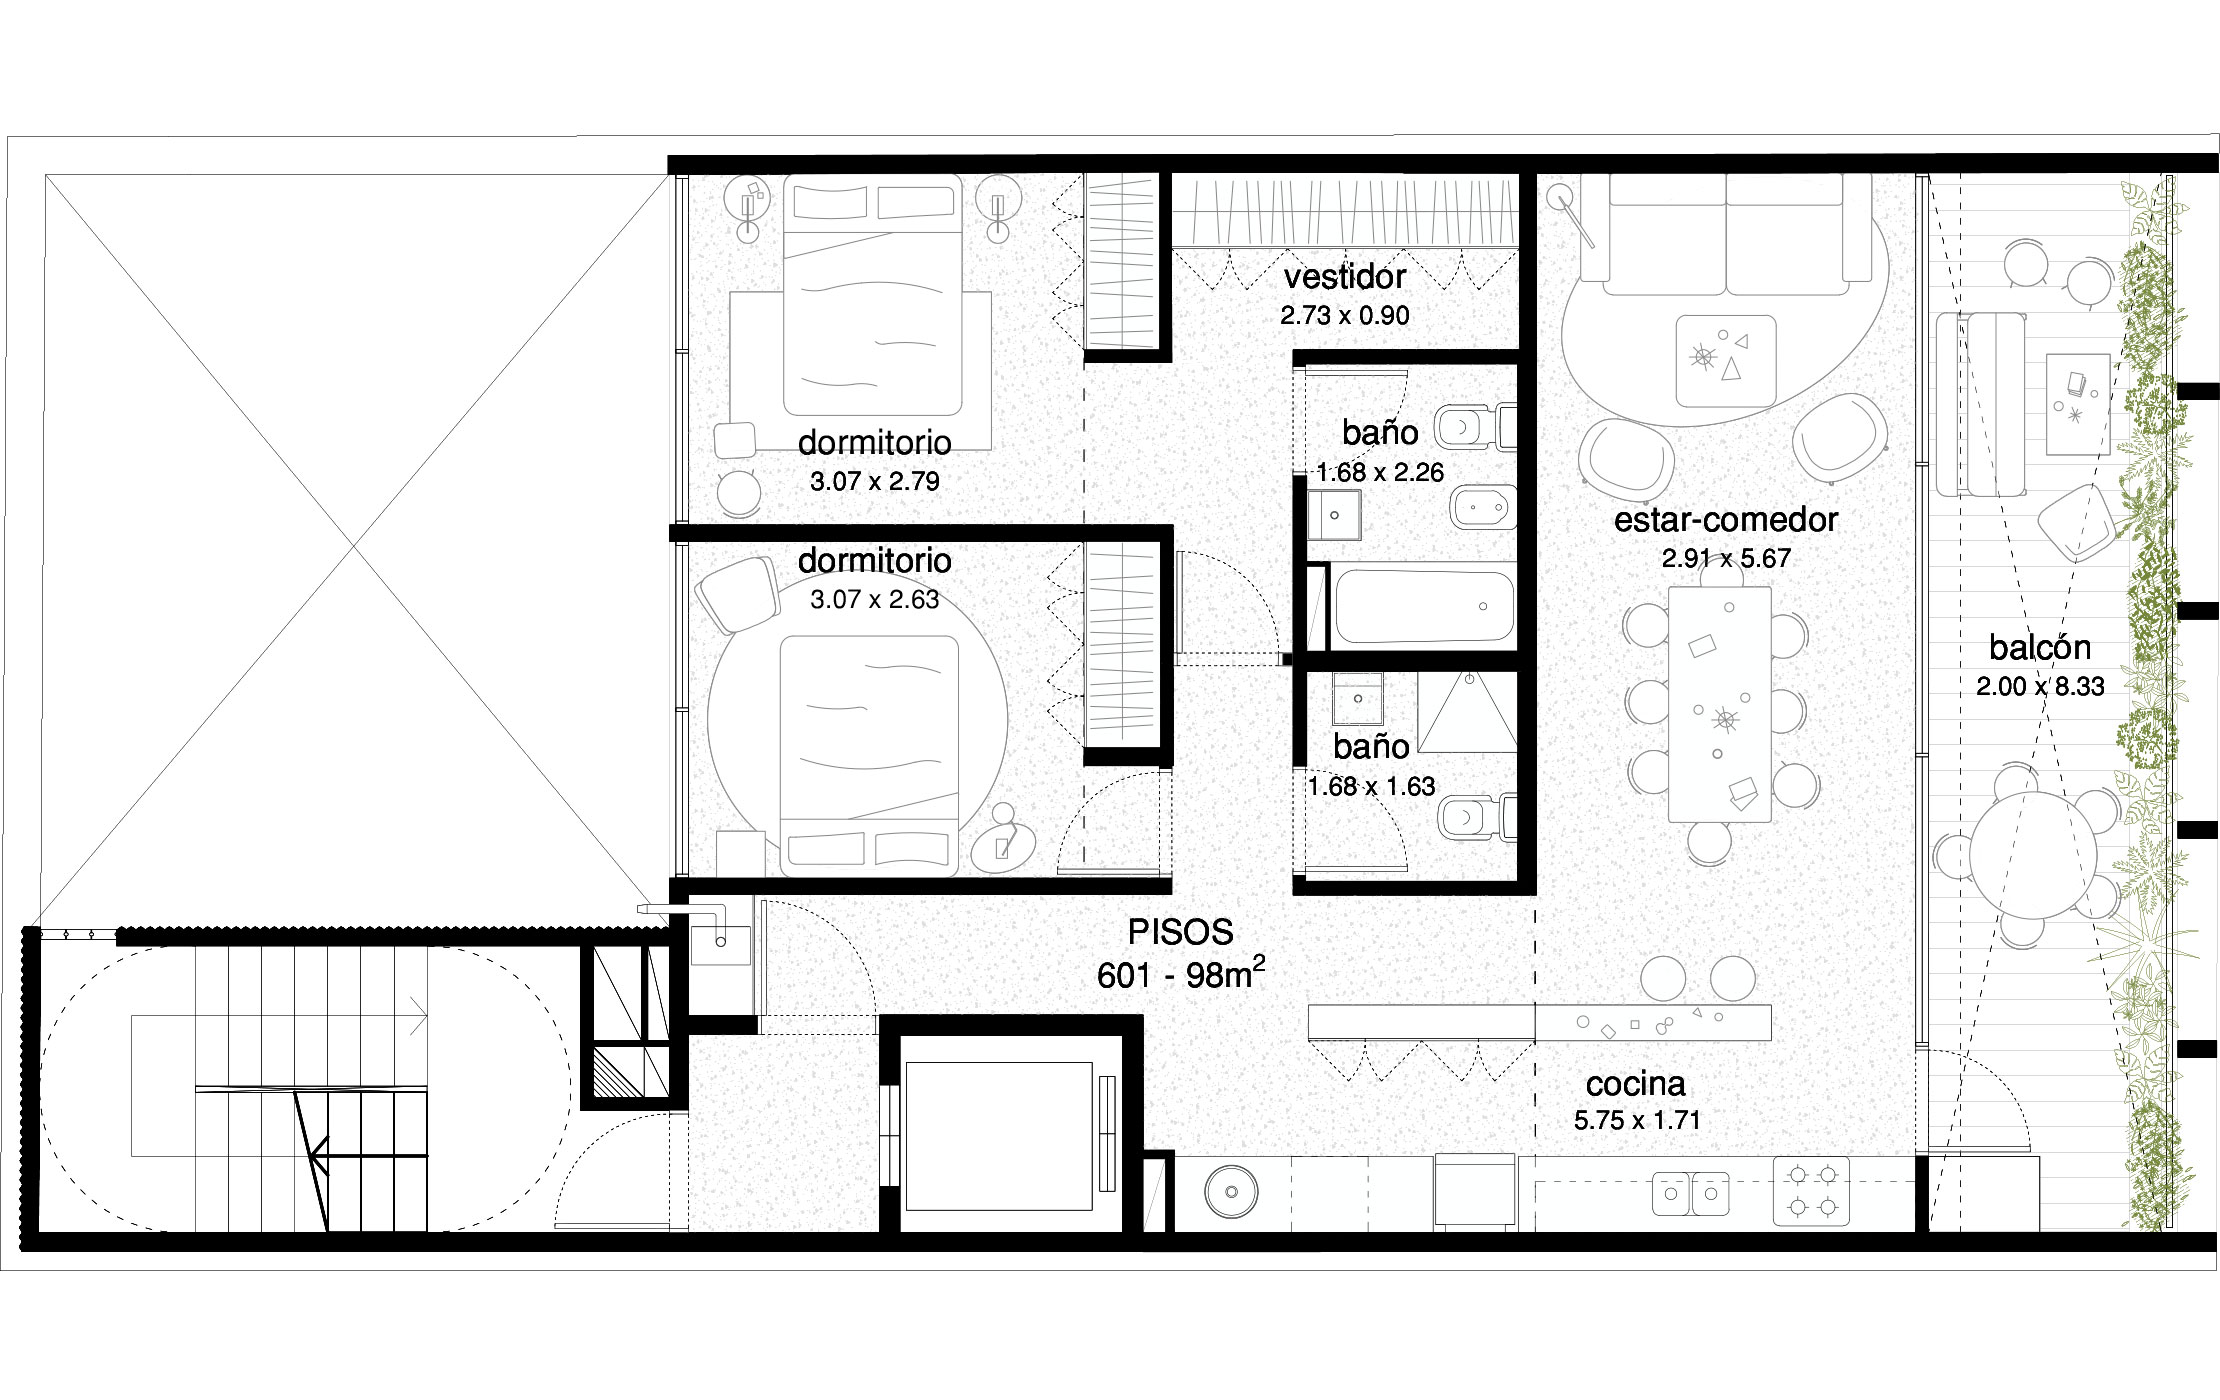 vestidor
2.73 x 0.90
dormitorio
3.07 x 2.79
baño
1.68 x 2.26
estar-comedor
2.91 x 5.67
dormitorio
3.07 x 2.63
balcón
2.00 x 8.33
baño
1.68 x 1.63
PISOS
601 - 98m²
cocina
5.75 x 1.71